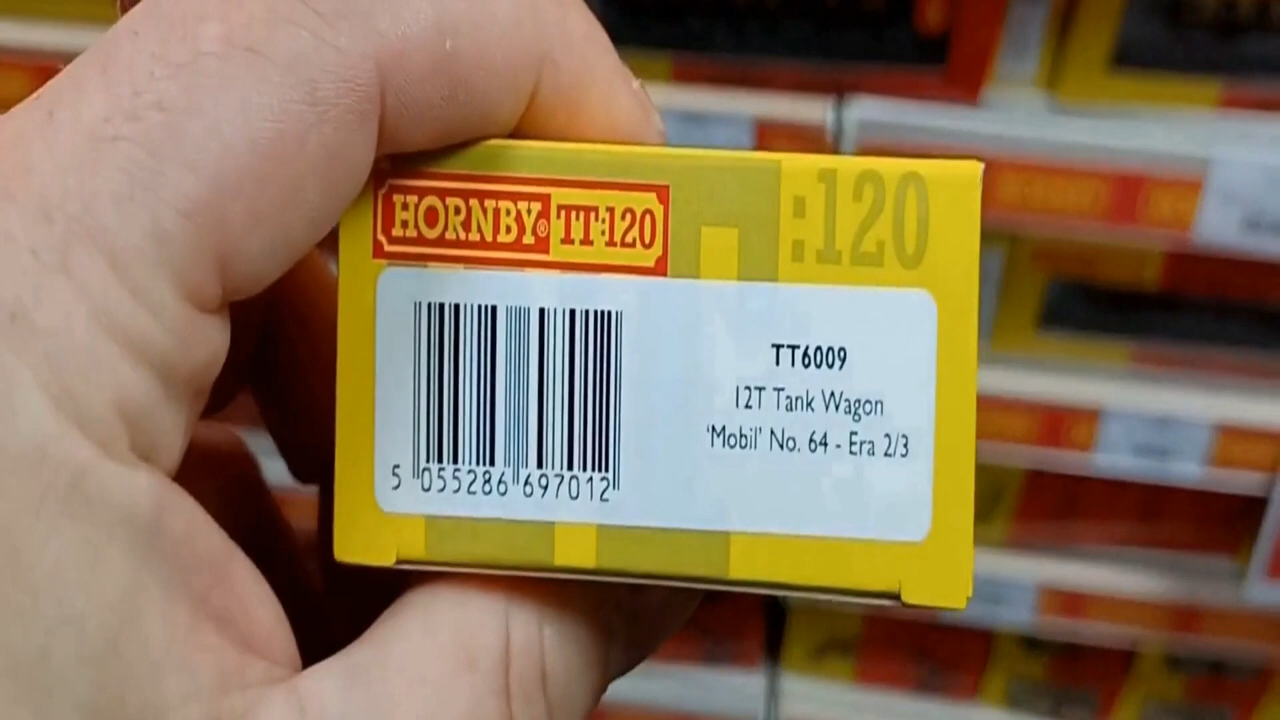 HORNBY® TT:120
:120
TT6009
12T Tank Wagon
'Mobil' No. 64 - Era 2/3
5 055286 697012